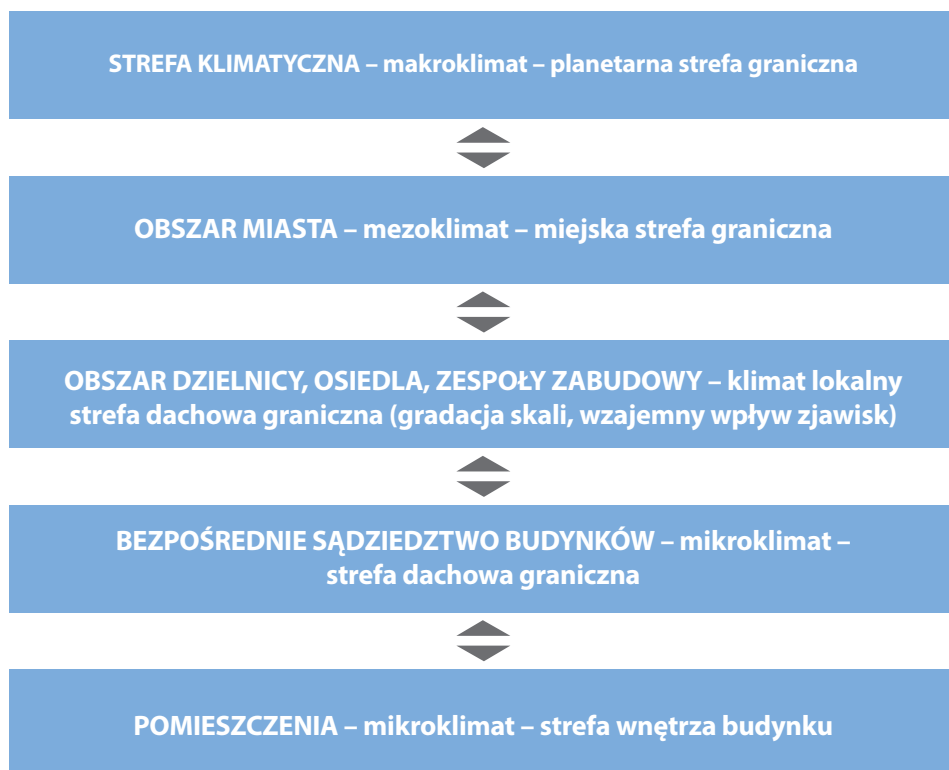 STREFA KLIMATYCZNA – makroklimat – planetarna strefa graniczna
OBSZAR MIASTA – mezoklimat – miejska strefa graniczna
OBSZAR DZIELNICY, OSIEDLA, ZESPOŁY ZABUDOWY – klimat lokalny
strefa dachowa graniczna (gradacja skali, wzajemny wpływ zjawisk)
BEZPOŚREDNIE SĄDZIEDZTWO BUDYNKÓW – mikroklimat –
strefa dachowa graniczna
POMIESZCZENIA – mikroklimat – strefa wnętrza budynku